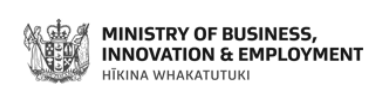 MINISTRY OF BUSINESS,
INNOVATION & EMPLOYMENT
HĪKINA WHAKATUTUKI